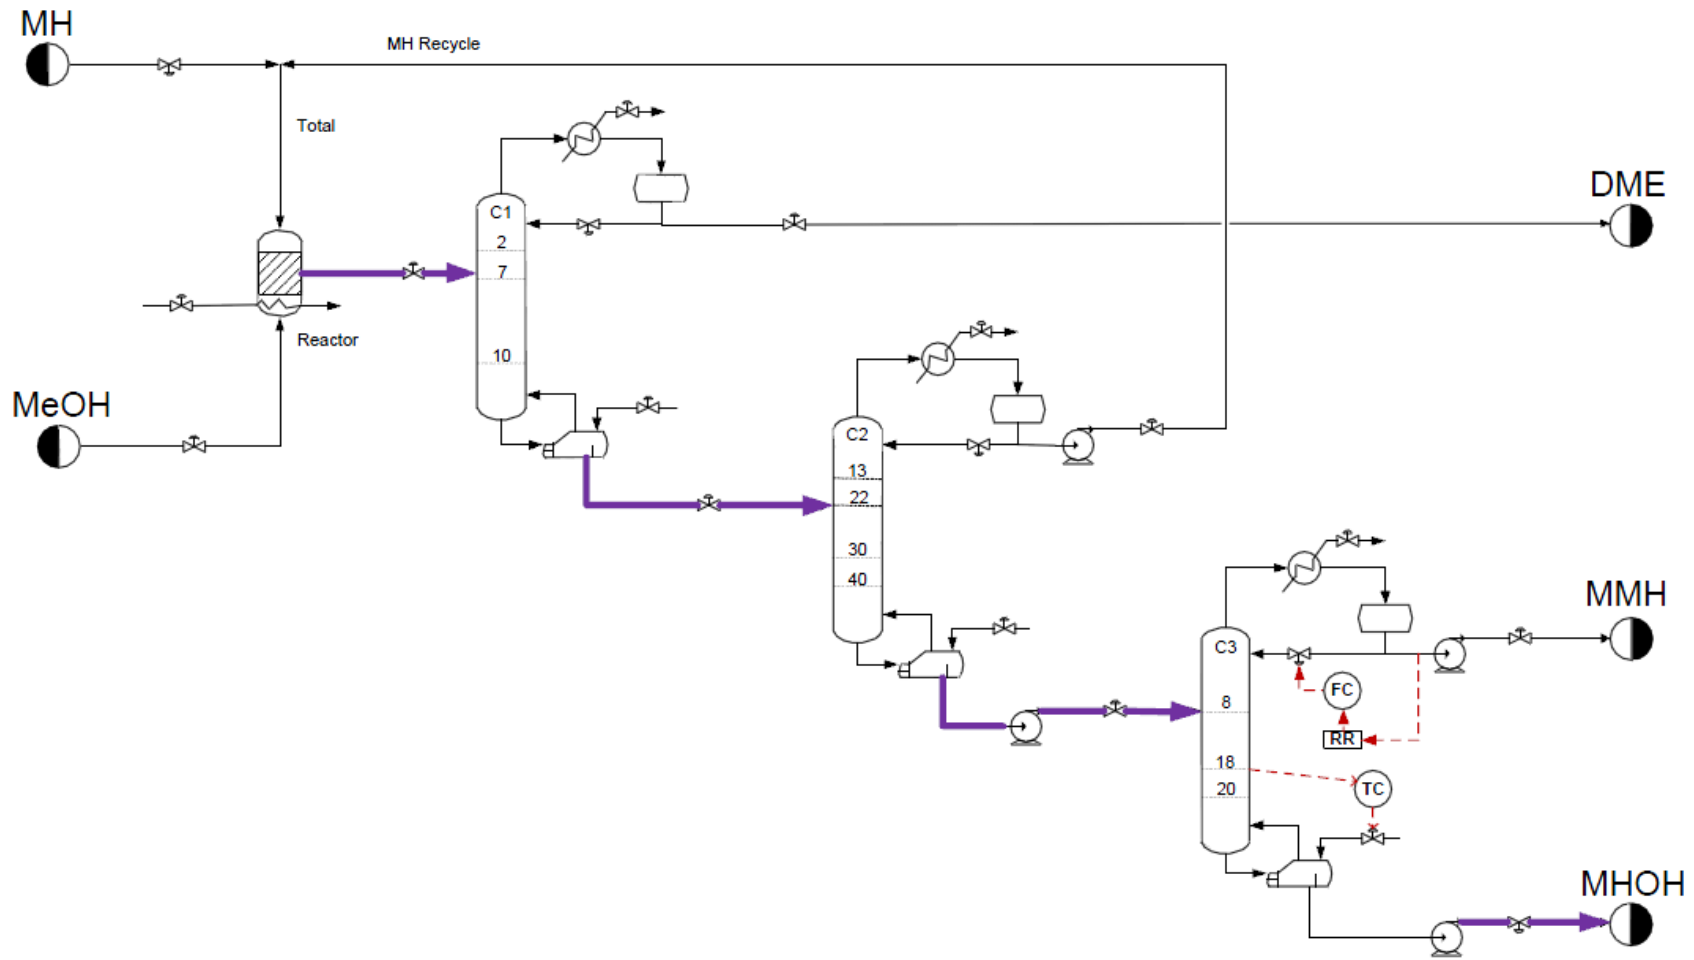 MH
MH Recycle
Total
DME
C1
2
7
10
Reactor
MeOH
C2
13
22
30
40
MMH
C3
8
18
20
FC
RR
TC
MHOH